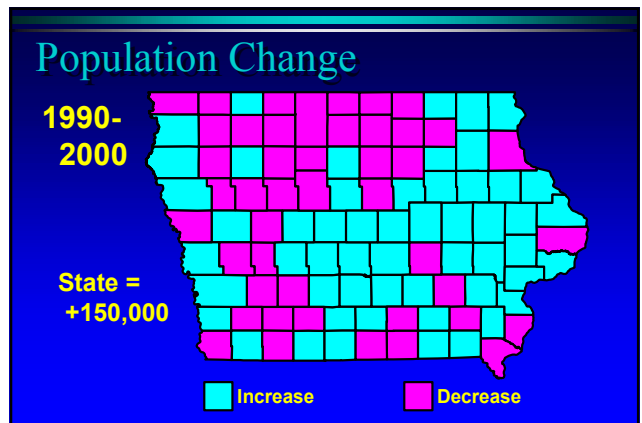 Population Change
1990-
2000
State =
+150,000
Increase
Decrease